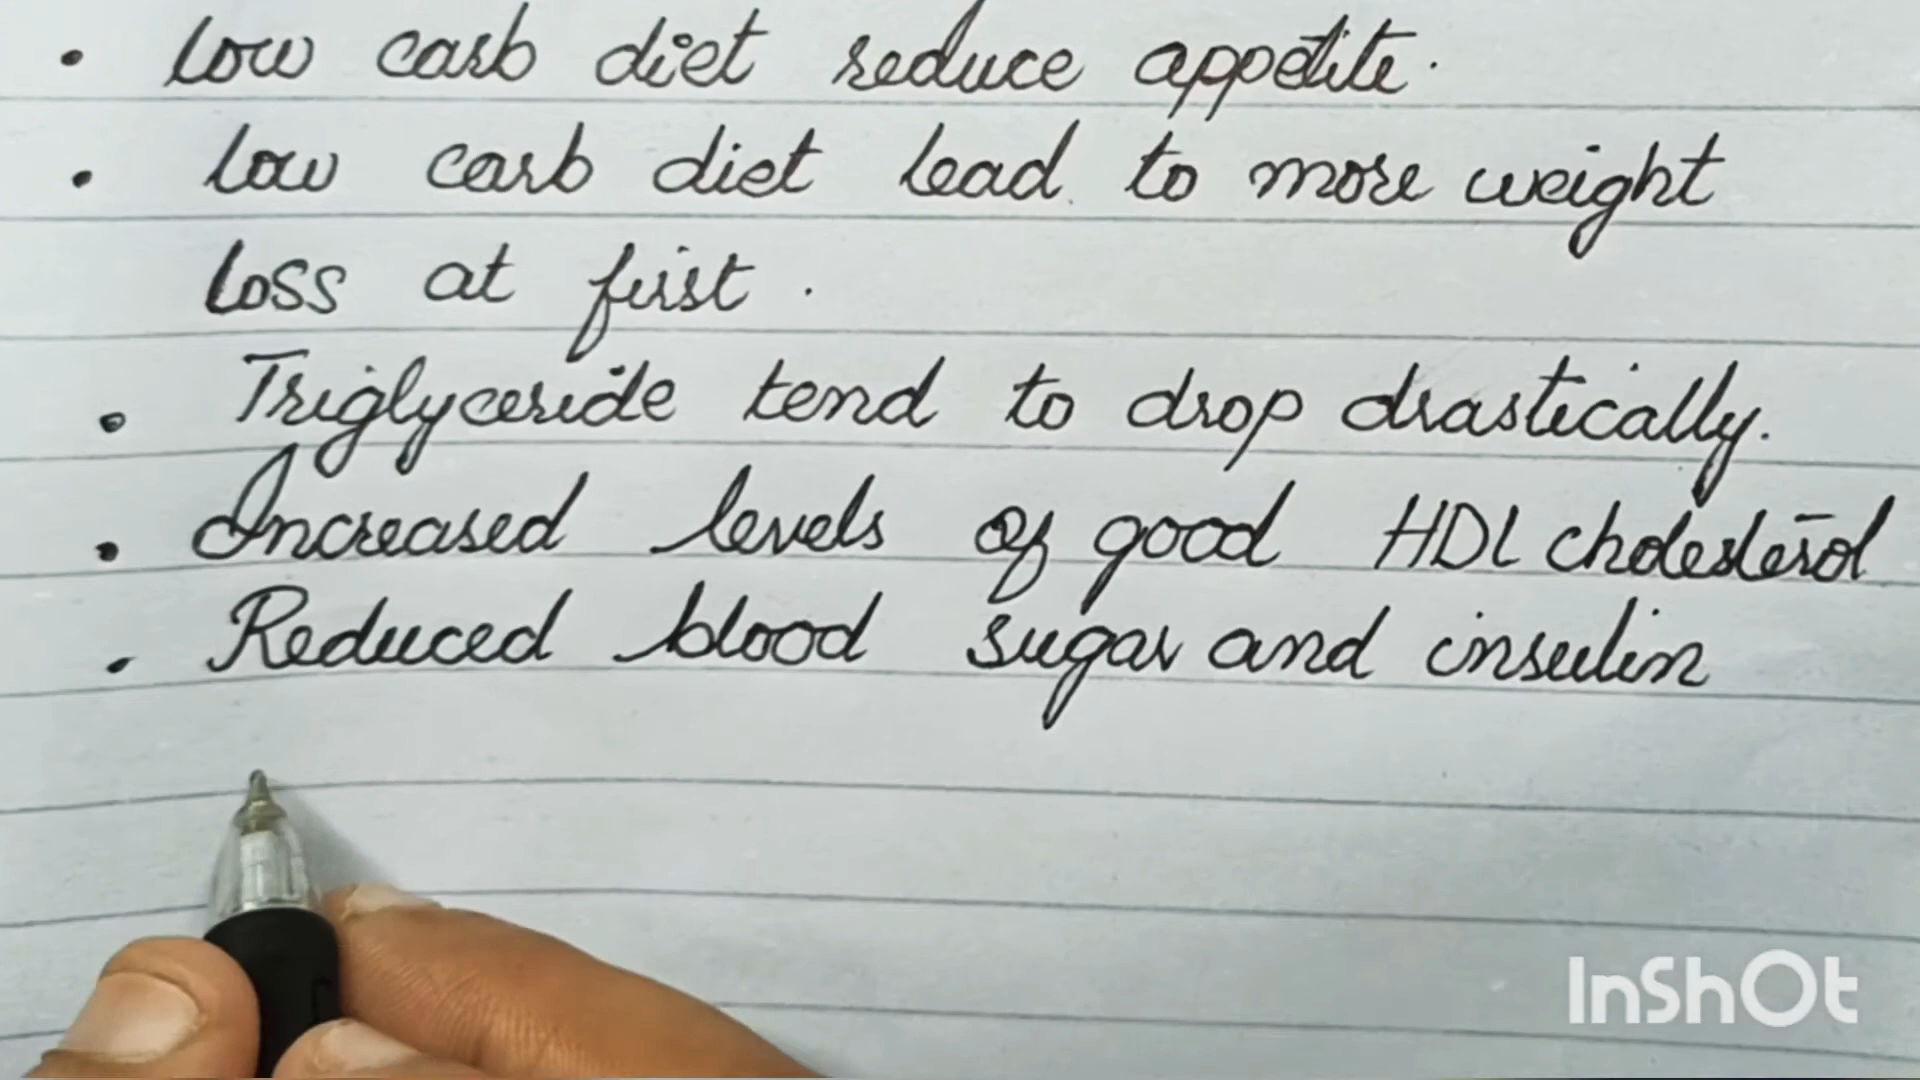 • low carb diet reduce appetite.
• low carb diet lead to more weight
loss at first.
• Triglyceride tend to drop drastically.
• Increased levels of good HDL cholesterol
• Reduced blood sugar and insulin
InShOt